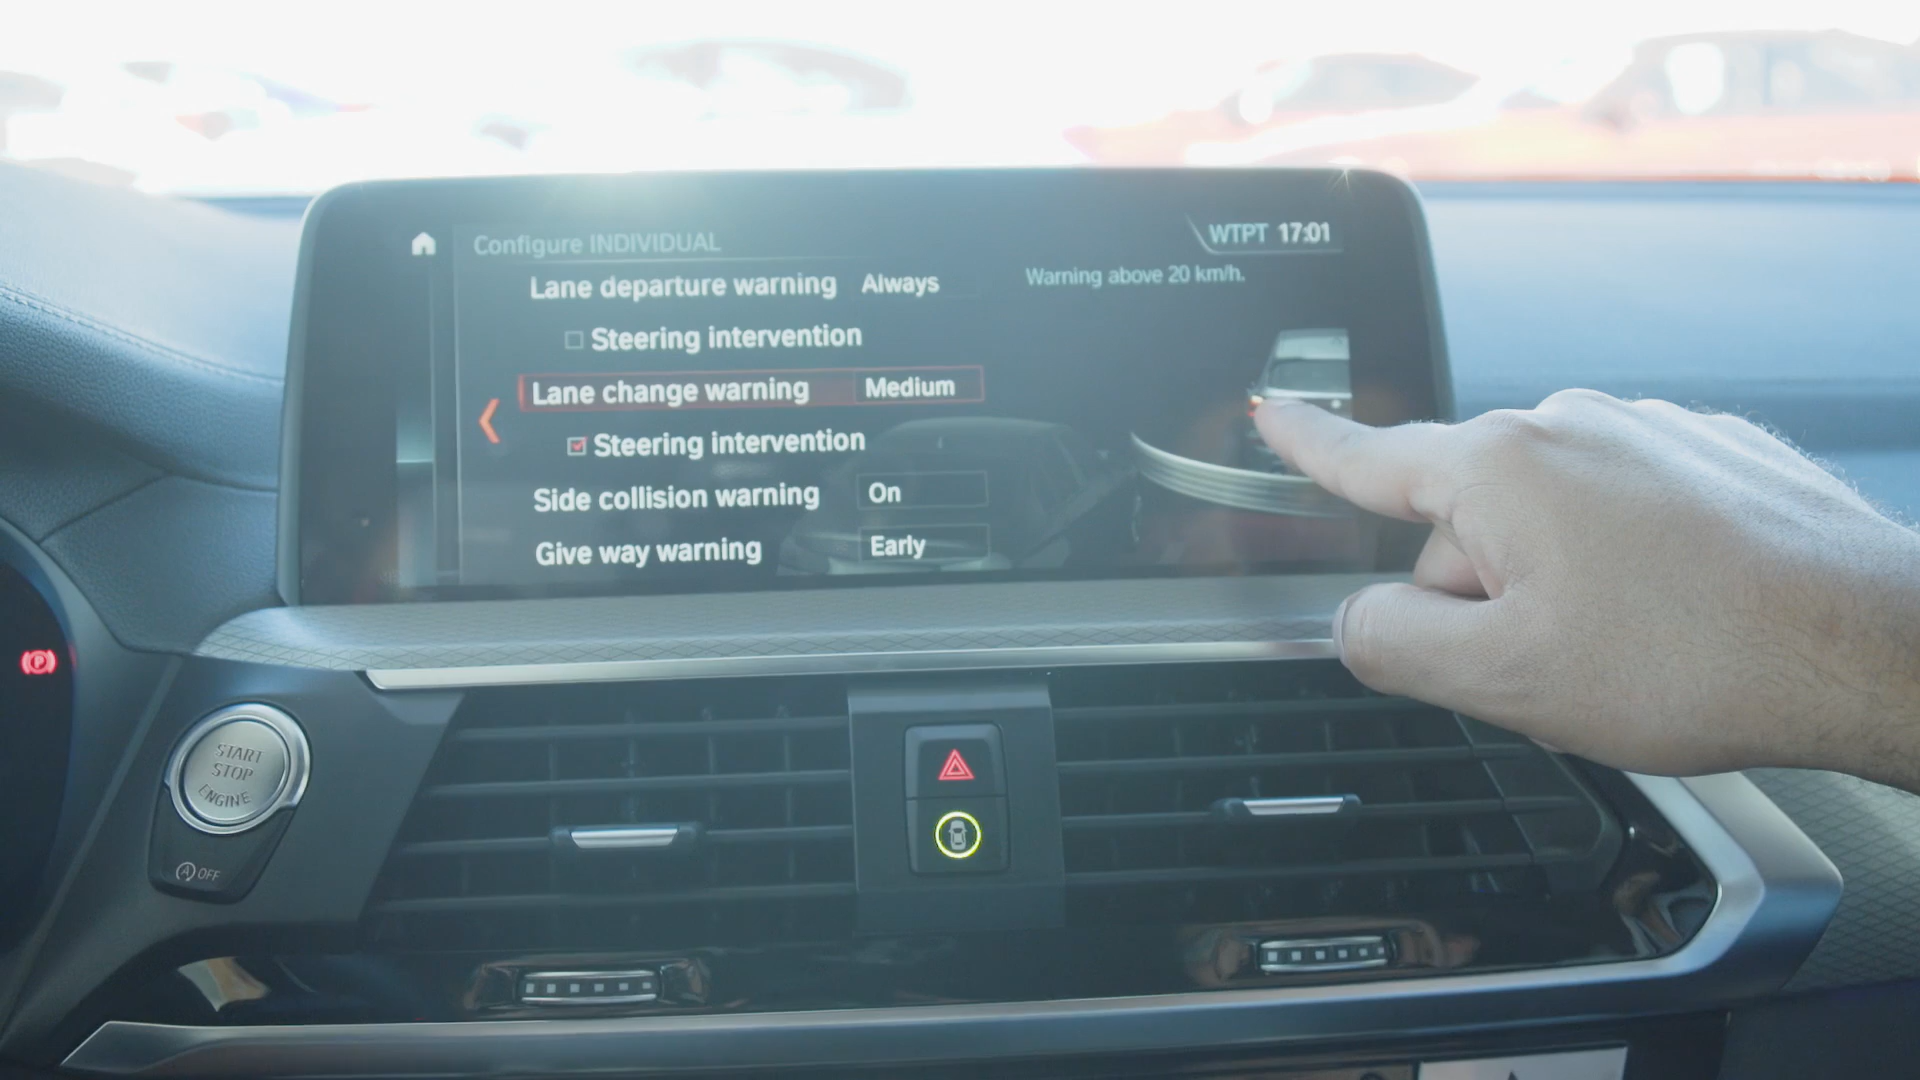 Configure INDIVIDUAL
WTPT 17:01
Lane departure warning Always
Warning above 20 km/h.
Steering intervention
Lane change warning Medium
Steering intervention
Side collision warning On
Give way warning Early
P
START
STOP
ENGINE
A OFF